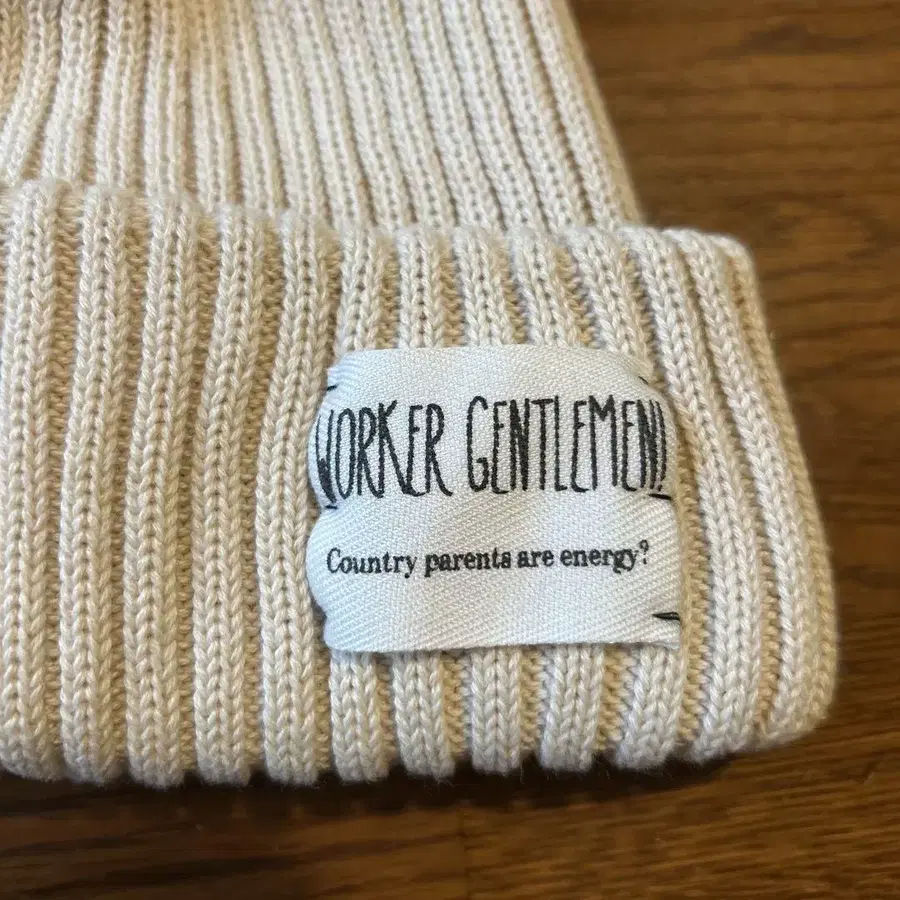 WORKER GENTLEMEN!
Country parents are energy?